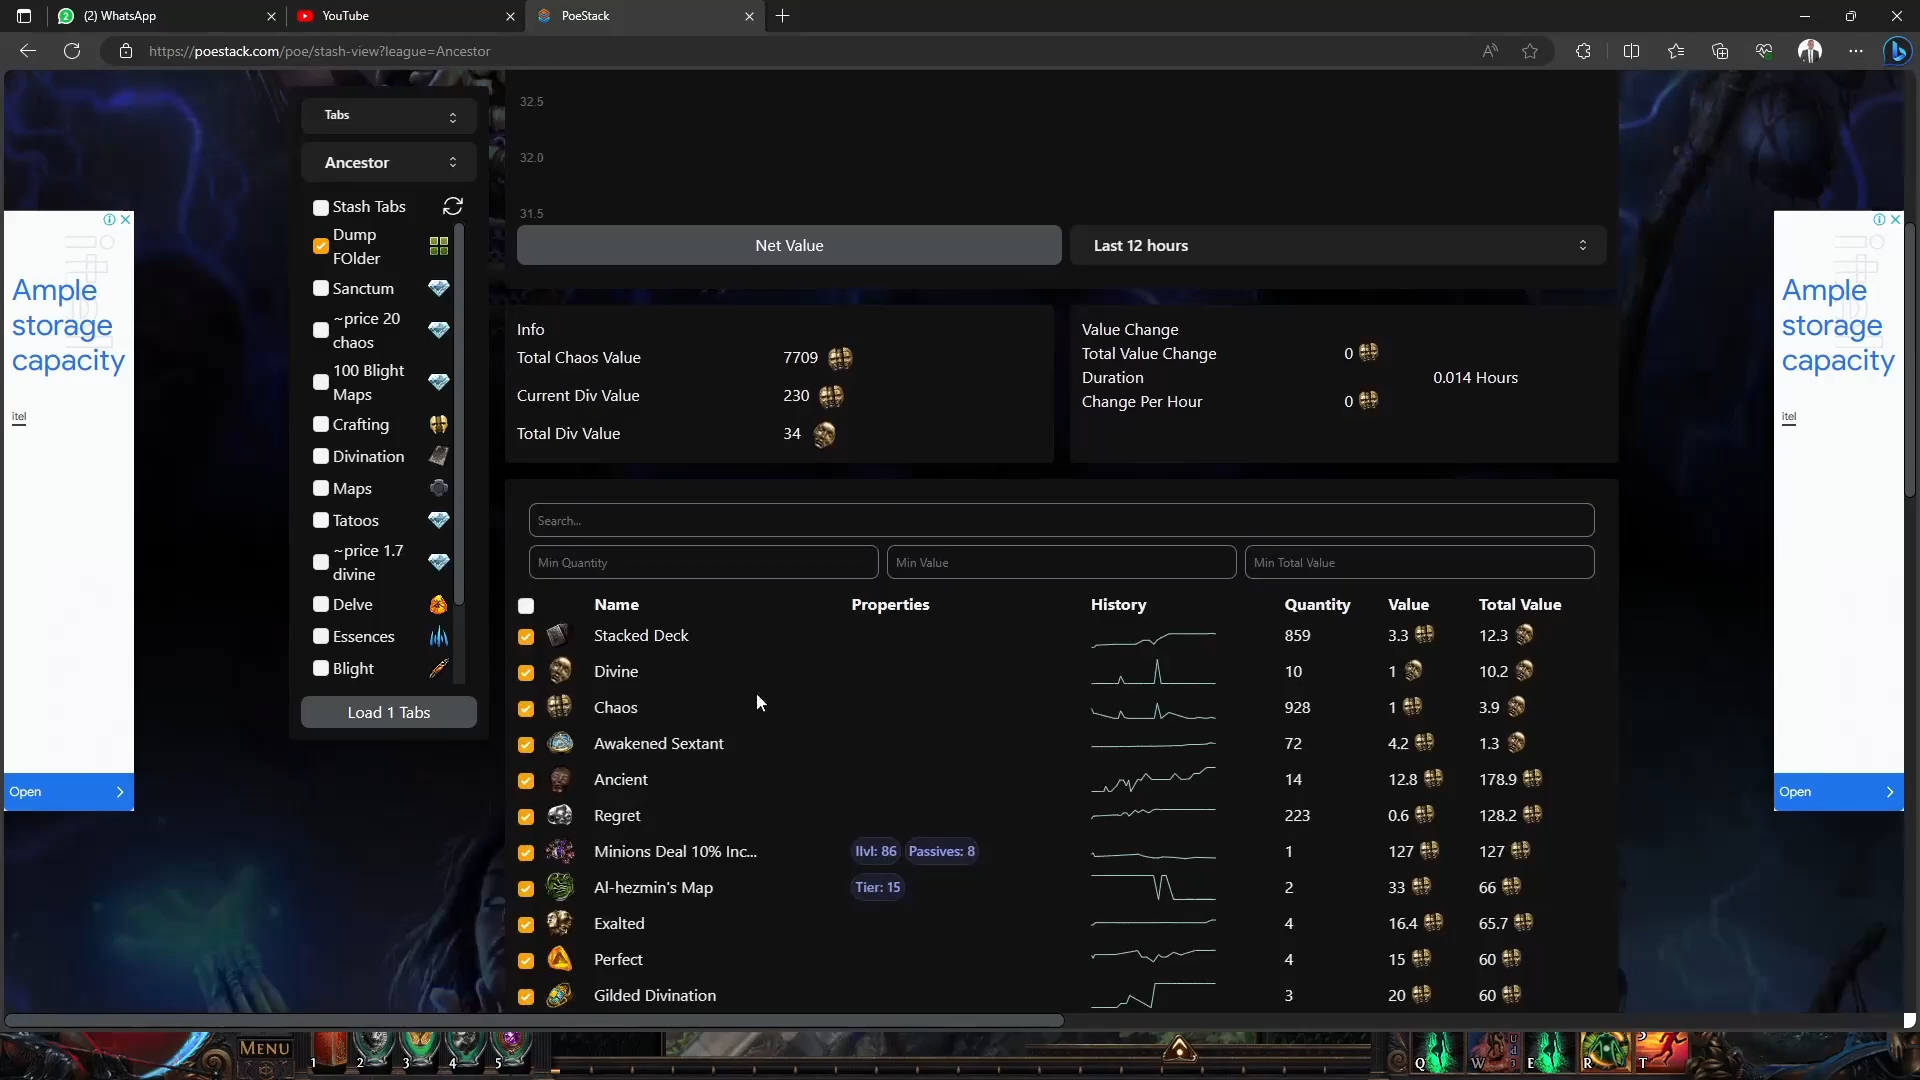 (2) WhatsApp
YouTube
PoeStack
https://poestack.com/poe/stash-view?league=Ancestor
Tabs
Ancestor
Stash Tabs
Dump
FOlder
Sanctum
~price 20
chaos
100 Blight
Maps
Crafting
Divination
Maps
Tatoos
~price 1.7
divine
Delve
Essences
Blight
Load 1 Tabs
32.5
32.0
31.5
Net Value
Last 12 hours
Info
Total Chaos Value 7709
Current Div Value 230
Total Div Value 34
Value Change
Total Value Change 0
Duration 0.014 Hours
Change Per Hour 0
Search...
Min Quantity
Min Value
Min Total Value
Name Properties History Quantity Value Total Value
Stacked Deck 859 3.3 12.3
Divine 10 1 10.2
Chaos 928 1 3.9
Awakened Sextant 72 4.2 1.3
Ancient 14 12.8 178.9
Regret 223 0.6 128.2
Minions Deal 10% Inc... Ilvl: 86 Passives: 8 1 127 127
Al-hezmin's Map Tier: 15 2 33 66
Exalted 4 16.4 65.7
Perfect 4 15 60
Gilded Divination 3 20 60
Ample
storage
capacity
itel
Open
Ample
storage
capacity
itel
Open
MENU
1 2 3 4 5
Q W E R T